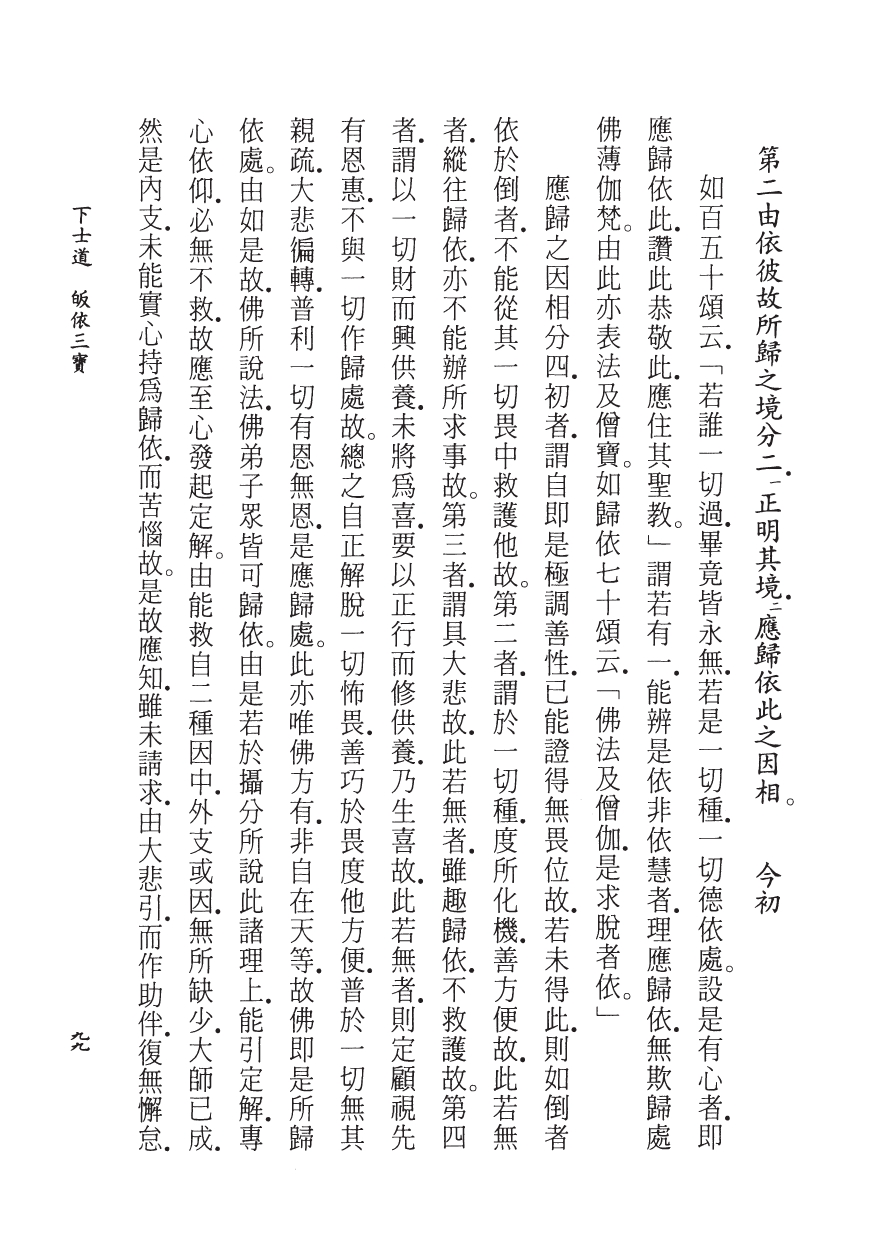 第二由依彼故所歸之境分二．一正明其境．二應歸依此之因相。　今初
如百五十頌云．「若誰一切過．畢竟皆永無．若是一切種．一切德依處。設是有心者．即
應歸依此．讚此恭敬此．應住其聖教。」謂若有一．能辨是依非依慧者．理應歸依．無欺歸處
佛薄伽梵。由此亦表法及僧寶。如歸依七十頌云．「佛法及僧伽．是求脫者依。」
應歸之因相分四．初者．謂自即是極調善性．已能證得無畏位故．若未得此．則如倒者
依於倒者．不能從其一切畏中救護他故。第二者．謂於一切種．度所化機．善方便故．此若無
者．縱往歸依．亦不能辦所求事故。第三者．謂具大悲故．此若無者．雖趣歸依．不救護故。第四
者．謂以一切財而興供養．未將爲喜．要以正行而修供養．乃生喜故．此若無者．則定顧視先
有恩惠．不與一切作歸處故。總之自正解脫一切怖畏．善巧於畏度他方便．普於一切無其
親疏．大悲徧轉．普利一切有恩無恩．是應歸處。此亦唯佛方有．非自在天等．故佛即是所歸
依處。由如是故．佛所說法．佛弟子眾皆可歸依。由是若於攝分所說此諸理上．能引定解．專
心依仰．必無不救．故應至心發起定解。由能救自二種因中．外支或因．無所缺少．大師已成．
然是內支．未能實心持爲歸依．而苦惱故。是故應知．雖未請求．由大悲引．而作助伴．復無懈怠．
下士道　皈依三寶
九九